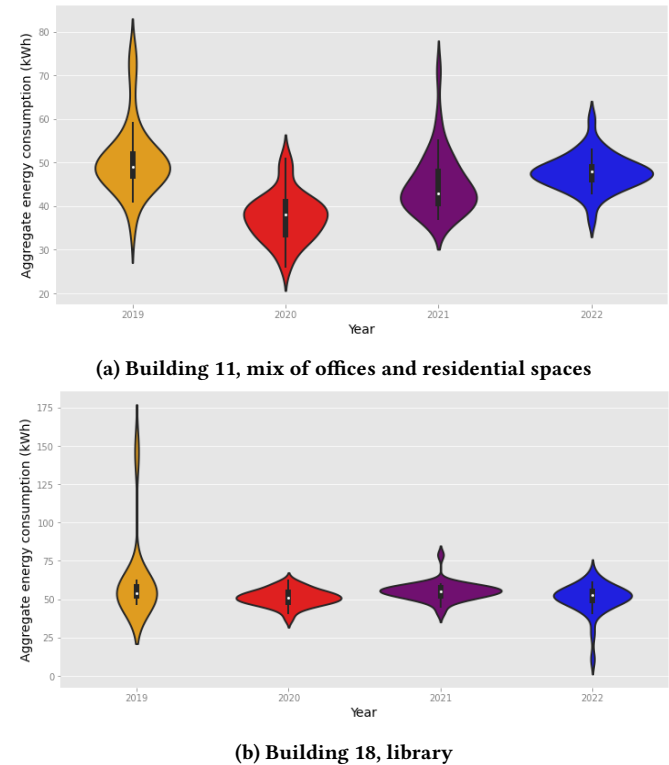 80
70
60
50
40
30
20
Aggregate energy consumption (kWh)
2019 2020 2021 2022
Year
(a) Building 11, mix of offices and residential spaces
175
150
125
100
75
50
25
0
Aggregate energy consumption (kWh)
2019 2020 2021 2022
Year
(b) Building 18, library